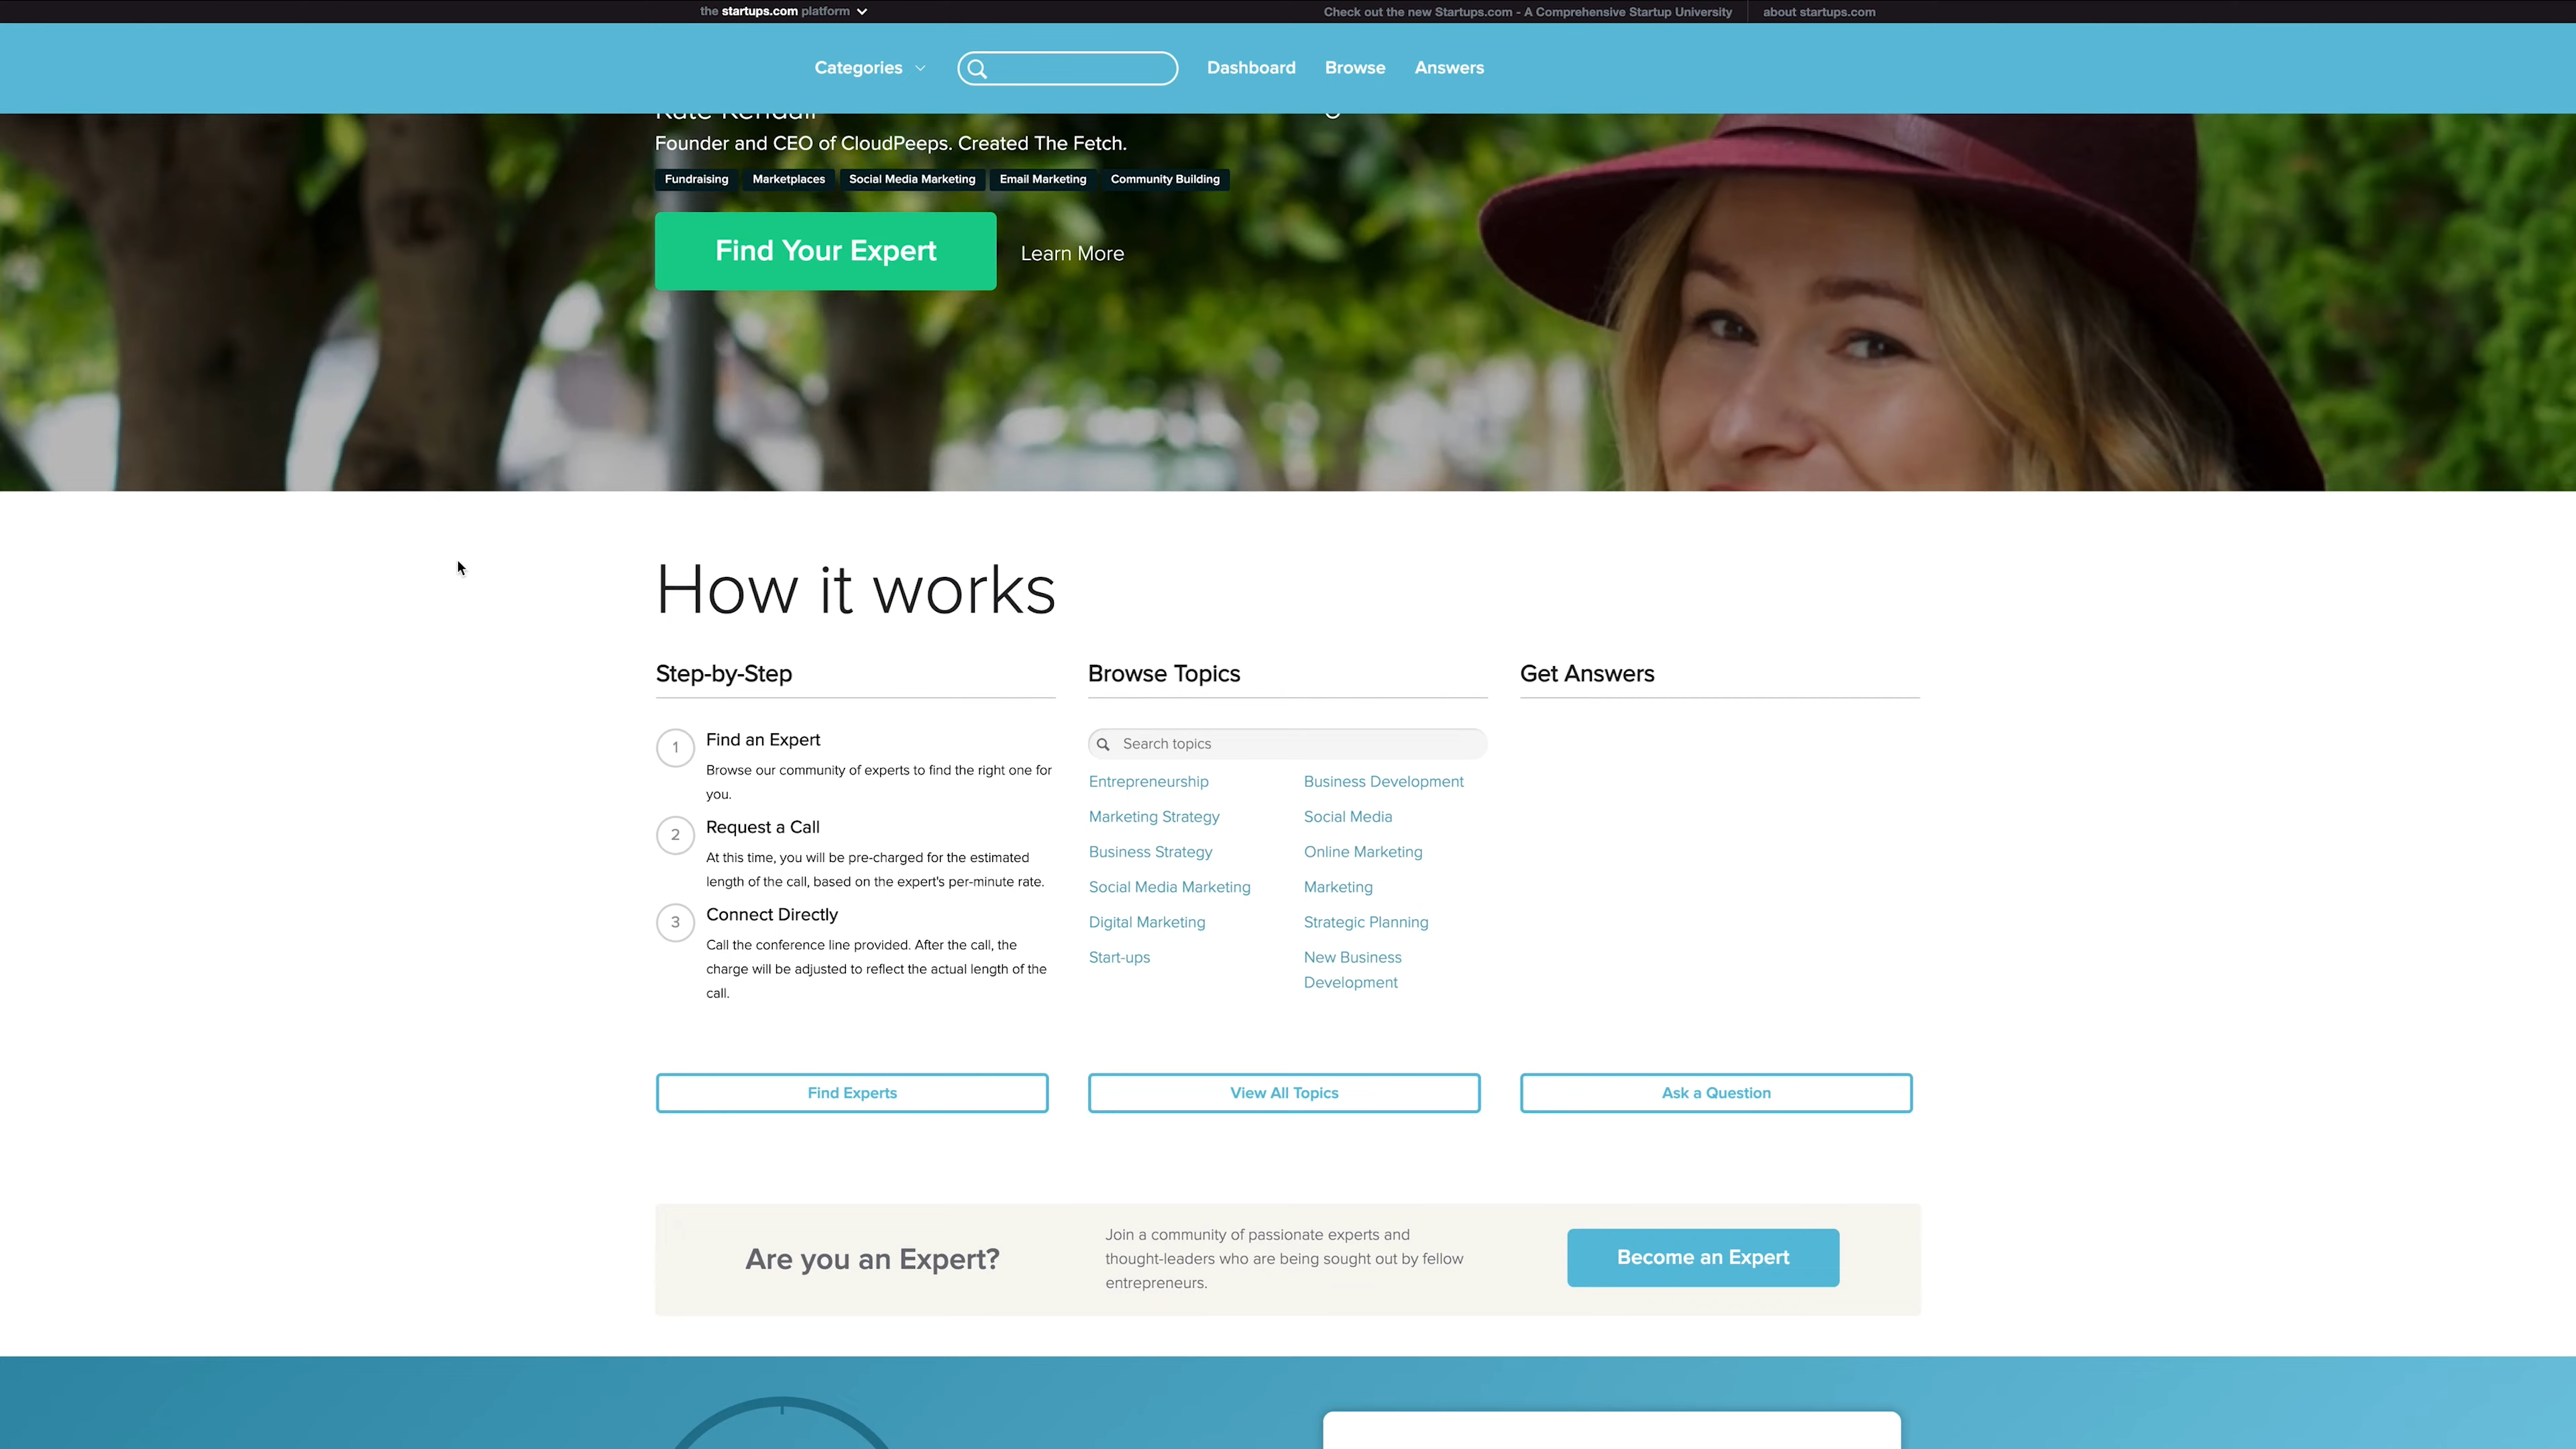 the startups.com platform
Check out the new Startups.com - A Comprehensive Startup University
about startups.com
Categories
Dashboard
Browse
Answers
Kate Kendall
Founder and CEO of CloudPeeps. Created The Fetch.
Fundraising
Marketplaces
Social Media Marketing
Email Marketing
Community Building
Find Your Expert
Learn More
How it works
Step-by-Step
1
Find an Expert
Browse our community of experts to find the right one for
you.
2
Request a Call
At this time, you will be pre-charged for the estimated
length of the call, based on the expert's per-minute rate.
3
Connect Directly
Call the conference line provided. After the call, the
charge will be adjusted to reflect the actual length of the
call.
Find Experts
Browse Topics
Search topics
Entrepreneurship
Business Development
Marketing Strategy
Social Media
Business Strategy
Online Marketing
Social Media Marketing
Marketing
Digital Marketing
Strategic Planning
Start-ups
New Business
Development
View All Topics
Get Answers
Ask a Question
Are you an Expert?
Join a community of passionate experts and
thought-leaders who are being sought out by fellow
entrepreneurs.
Become an Expert